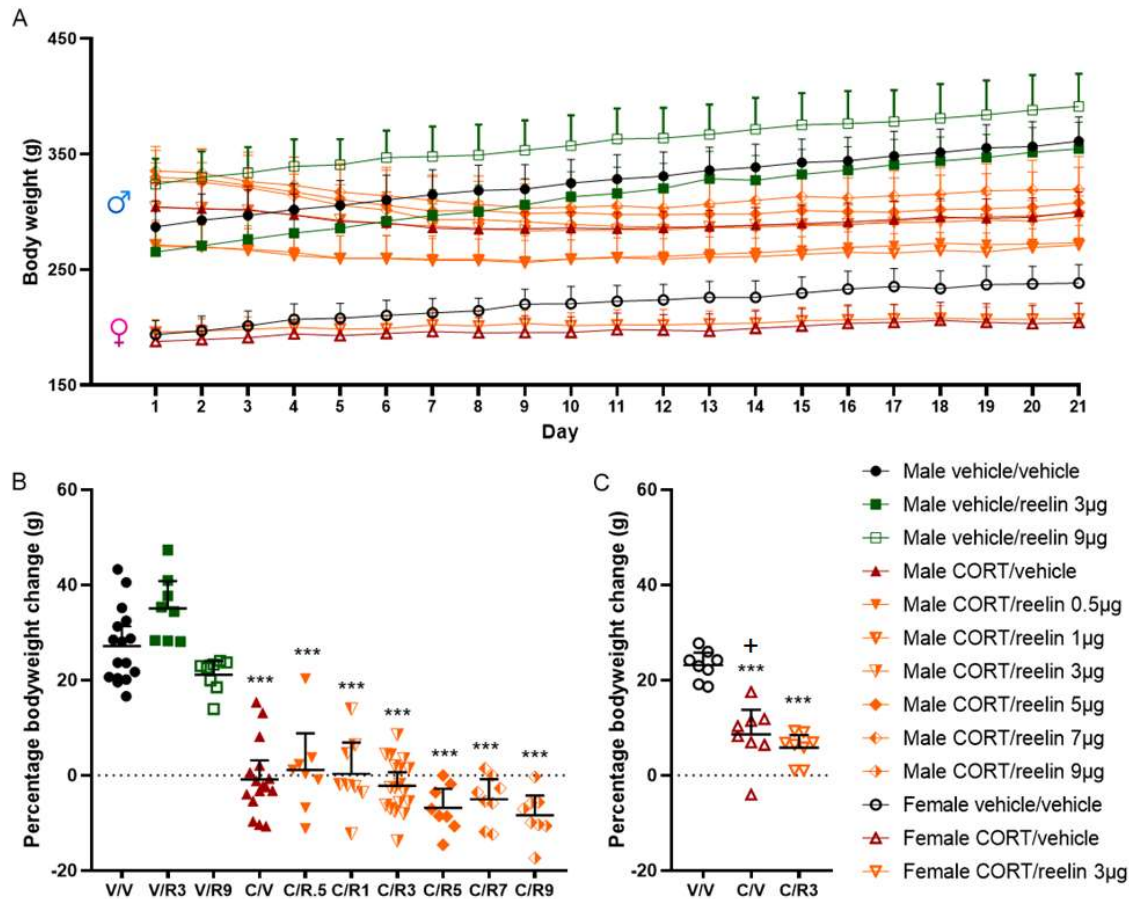 A
450
350
250
150
Body weight (g)
♂
♀
1 2 3 4 5 6 7 8 9 10 11 12 13 14 15 16 17 18 19 20 21
Day
B
60
40
20
0
-20
Percentage bodyweight change (g)
*** *** *** *** *** ***
V/V V/R3 V/R9 C/V C/R.5 C/R1 C/R3 C/R5 C/R7 C/R9
C
60
40
20
0
-20
Percentage bodyweight change (g)
+
*** ***
V/V C/V C/R3
Male vehicle/vehicle
Male vehicle/reelin 3µg
Male vehicle/reelin 9µg
Male CORT/vehicle
Male CORT/reelin 0.5µg
Male CORT/reelin 1µg
Male CORT/reelin 3µg
Male CORT/reelin 5µg
Male CORT/reelin 7µg
Male CORT/reelin 9µg
Female vehicle/vehicle
Female CORT/vehicle
Female CORT/reelin 3µg